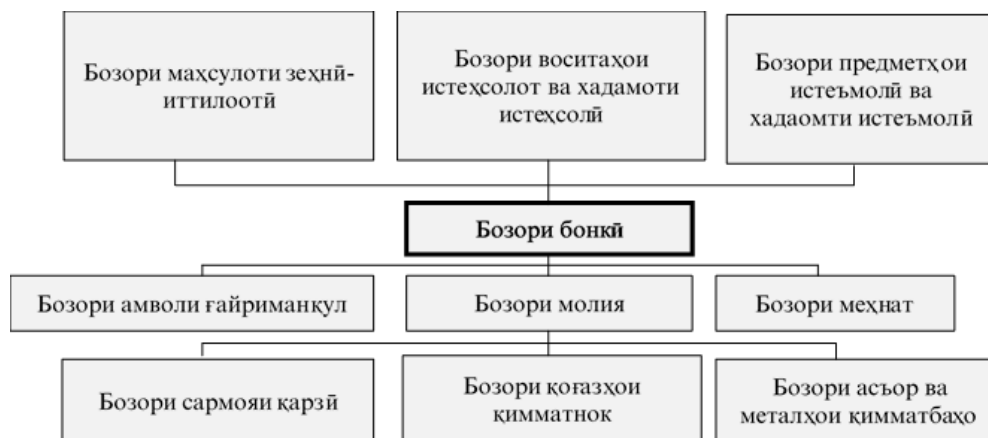 Бозори маҳсулоти зеҳнӣ-
иттилоотӣ
Бозори воситаҳои
истеҳсолот ва хадамоти
истеҳсолӣ
Бозори предметҳои
истеъмолӣ ва
хадаомти истеъмолӣ
Бозори бонкӣ
Бозори амволи ғайриманқул
Бозори молия
Бозори меҳнат
Бозори сармояи қарзӣ
Бозори қоғазҳои
қимматнок
Бозори асъор ва
металҳои қимматбаҳо